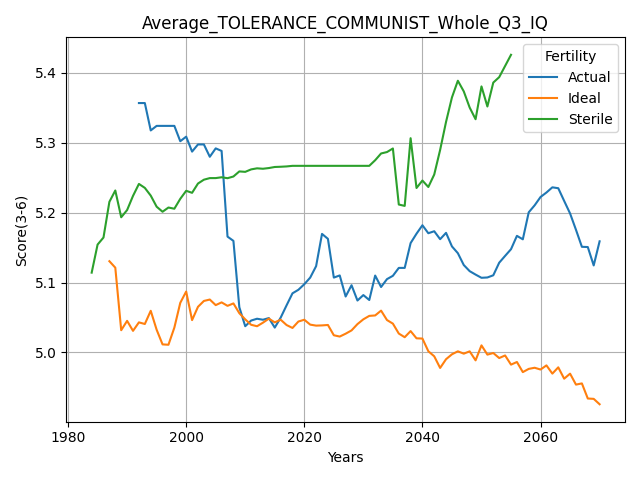 Average_TOLERANCE_COMMUNIST_Whole_Q3_IQ
Score(3-6)
5.4
5.3
5.2
5.1
5.0
Fertility
Actual
Ideal
Sterile
1980
2000
2020
2040
2060
Years